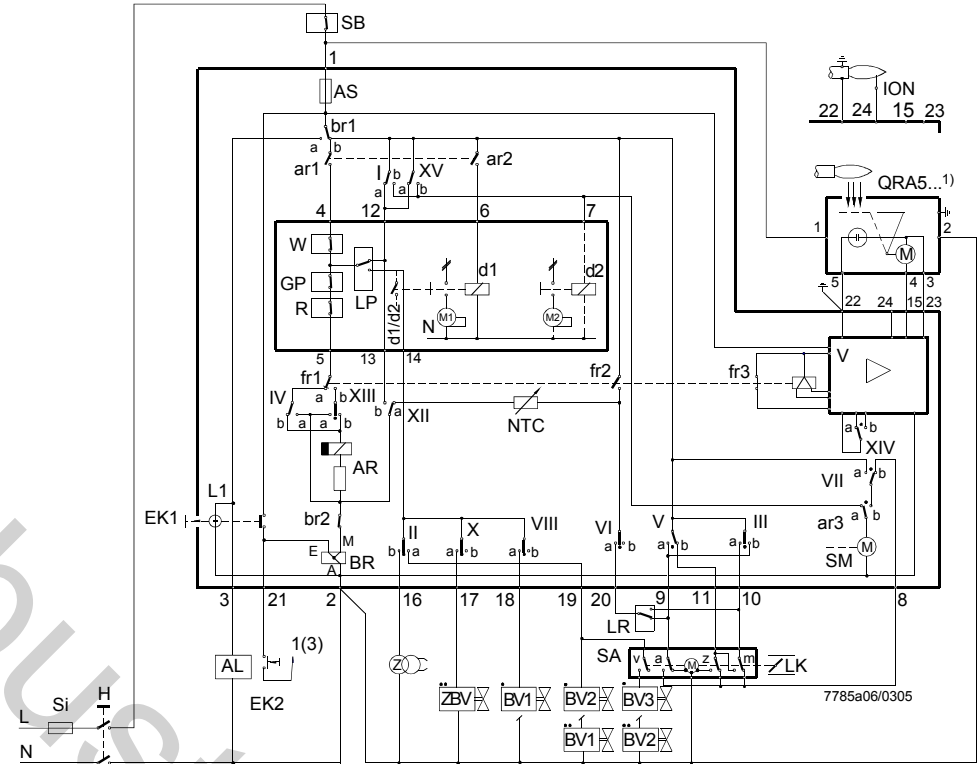 SB
1
AS
ION
22 24 15 23
br1
a b
ar1
ar2
I b XV
a a b
QRA5...1)
1 2
M
5 4 3
4 12 6 7
W
GP
R
LP
d1/d2
N
M1
d1
M2
d2
22 24 15 23
V
5 13 14
fr1
fr2
fr3
IV
a b XIII
b a a b
b a XII
NTC
a b
XIV
AR
VII a b
L1
EK1
br2
M
E
A
BR
II
b a
X
a b
VIII
a b
VI
a b
V
a b
III
a b
ar3 a b
SM
M
3 21 2 16 17 18 19 20 9 11 10 8
LR
SA
v a M z m
LK
AL
1(3)
EK2
Z
ZBV
BV1
BV2
BV3
BV1
BV2
7785a06/0305
L
Si
H
N
bus